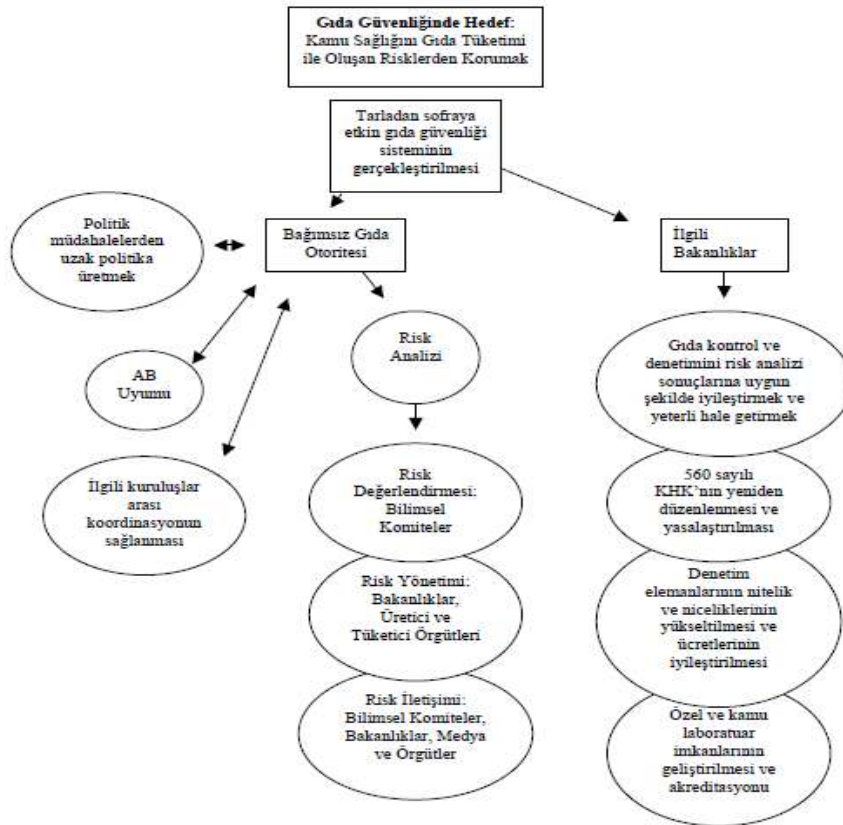 Gıda Güvenliğinde Hedef:
Kamu Sağlığını Gıda Tüketimi
ile Oluşan Risklerden Korumak
Tarladan sofraya
etkin gıda güvenliği
sisteminin
gerçekleştirilmesi
Politik
müdahalelerden
uzak politika
üretmek
Bağımsız Gıda
Otoritesi
İlgili
Bakanlıklar
AB
Uyumu
Risk
Analizi
Gıda kontrol ve
denetimini risk analizi
sonuçlarına uygun
şekilde iyileştirmek ve
yeterli hale getirmek
İlgili kuruluşlar
arası
koordinasyonun
sağlanması
Risk
Değerlendirmesi:
Bilimsel
Komiteler
560 sayılı
KHK’nın yeniden
düzenlenmesi ve
yasalaştırılması
Risk Yönetimi:
Bakanlıklar,
Üretici ve
Tüketici Örgütleri
Denetim
elemanlarının nitelik
ve niceliklerinin
yükseltilmesi ve
ücretlerinin
iyileştirilmesi
Risk İletişimi:
Bilimsel Komiteler,
Bakanlıklar, Medya
ve Örgütler
Özel ve kamu
laboratuar
imkanlarının
geliştirilmesi ve
akreditasyonu